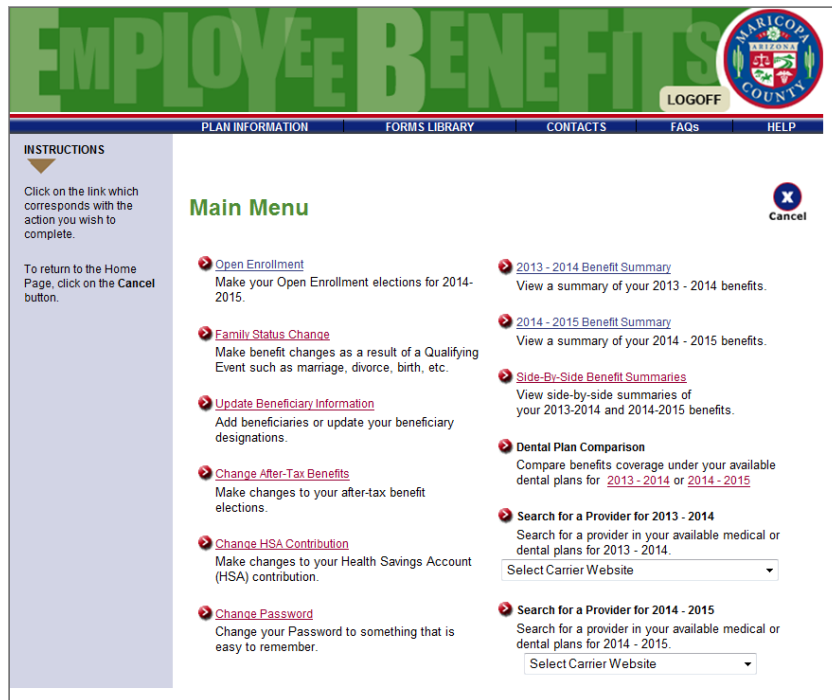 EMPLOYEE BENEFITS
MARICOPA
ARIZONA
COUNTY
LOGOFF
PLAN INFORMATION
FORMS LIBRARY
CONTACTS
FAQs
HELP
INSTRUCTIONS
Click on the link which
corresponds with the
action you wish to
complete.
To return to the Home
Page, click on the Cancel
button.
Main Menu
X
Cancel
Open Enrollment
Make your Open Enrollment elections for 2014-
2015.
Family Status Change
Make benefit changes as a result of a Qualifying
Event such as marriage, divorce, birth, etc.
Update Beneficiary Information
Add beneficiaries or update your beneficiary
designations.
Change After-Tax Benefits
Make changes to your after-tax benefit
elections.
Change HSA Contribution
Make changes to your Health Savings Account
(HSA) contribution.
Change Password
Change your Password to something that is
easy to remember.
2013 - 2014 Benefit Summary
View a summary of your 2013 - 2014 benefits.
2014 - 2015 Benefit Summary
View a summary of your 2014 - 2015 benefits.
Side-By-Side Benefit Summaries
View side-by-side summaries of
your 2013-2014 and 2014-2015 benefits.
Dental Plan Comparison
Compare benefits coverage under your available
dental plans for 2013 - 2014 or 2014 - 2015
Search for a Provider for 2013 - 2014
Search for a provider in your available medical or
dental plans for 2013 - 2014.
Select Carrier Website
Search for a Provider for 2014 - 2015
Search for a provider in your available medical or
dental plans for 2014 - 2015.
Select Carrier Website